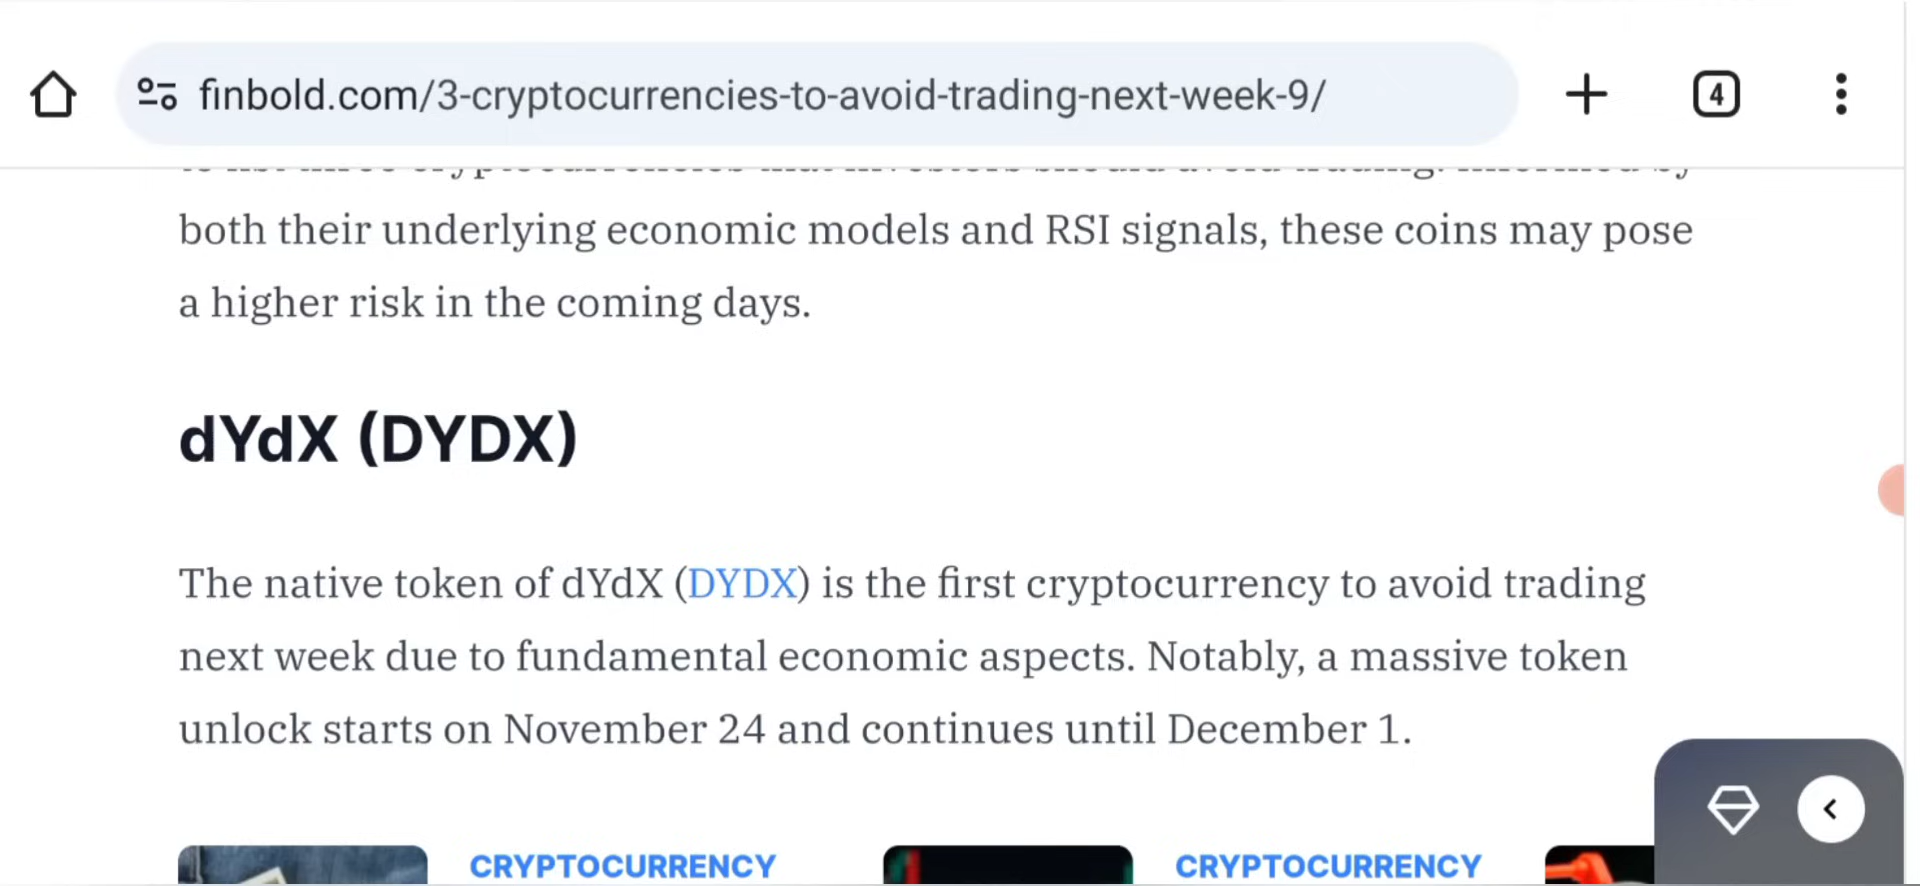 finbold.com/3-cryptocurrencies-to-avoid-trading-next-week-9/
4
both their underlying economic models and RSI signals, these coins may pose
a higher risk in the coming days.
dYdX (DYDX)
The native token of dYdX (DYDX) is the first cryptocurrency to avoid trading
next week due to fundamental economic aspects. Notably, a massive token
unlock starts on November 24 and continues until December 1.
CRYPTOCURRENCY
CRYPTOCURRENCY